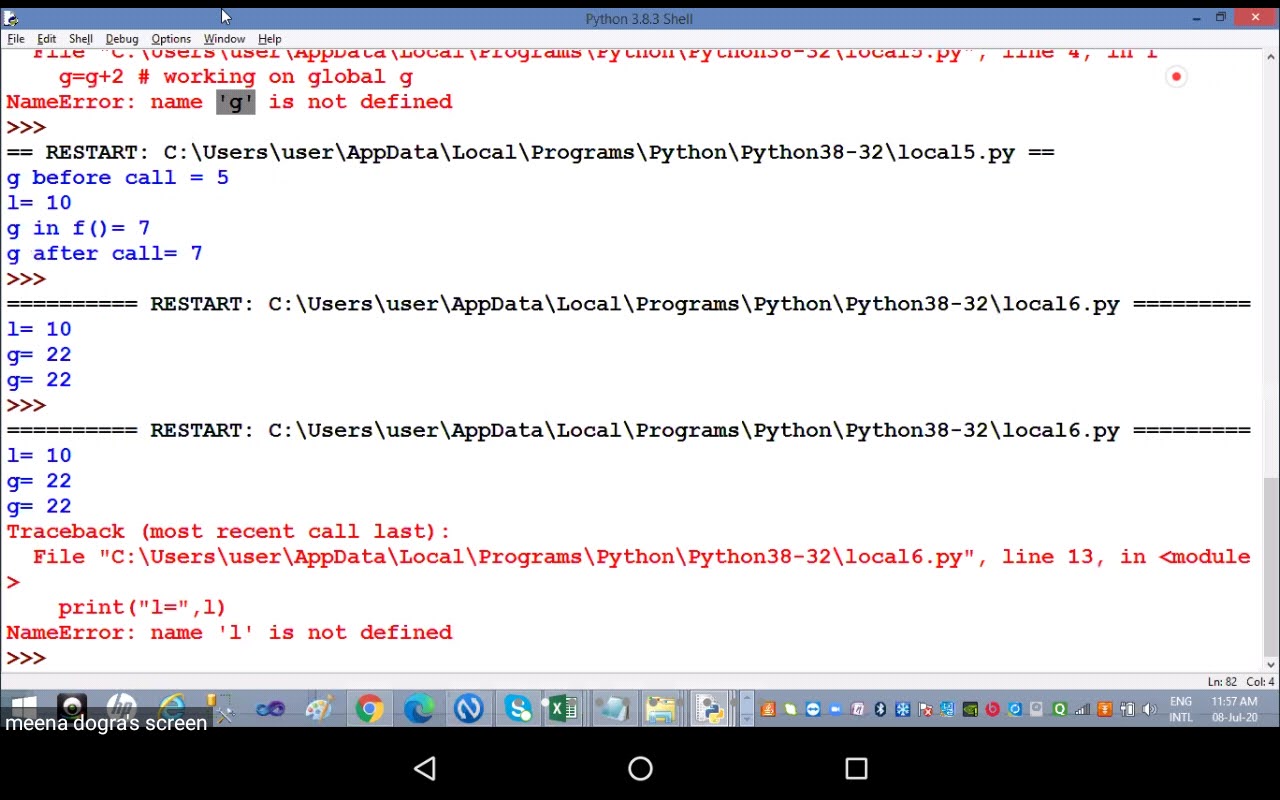 Python 3.8.3 Shell
File Edit Shell Debug Options Window Help
File "C:\Users\user\AppData\Local\Programs\Python\Python38-32\local5.py", line 4, in f
g=g+2 # working on global g
NameError: name 'g' is not defined
>>>
== RESTART: C:\Users\user\AppData\Local\Programs\Python\Python38-32\local5.py ==
g before call = 5
l= 10
g in f()= 7
g after call= 7
>>>
========== RESTART: C:\Users\user\AppData\Local\Programs\Python\Python38-32\local6.py =========
l= 10
g= 22
g= 22
>>>
========== RESTART: C:\Users\user\AppData\Local\Programs\Python\Python38-32\local6.py =========
l= 10
g= 22
g= 22
Traceback (most recent call last):
File "C:\Users\user\AppData\Local\Programs\Python\Python38-32\local6.py", line 13, in <module
>
print("l=",l)
NameError: name 'l' is not defined
>>>
Ln: 82 Col: 4
ENG 11:57 AM
INTL 08-Jul-20
meena dogra's screen